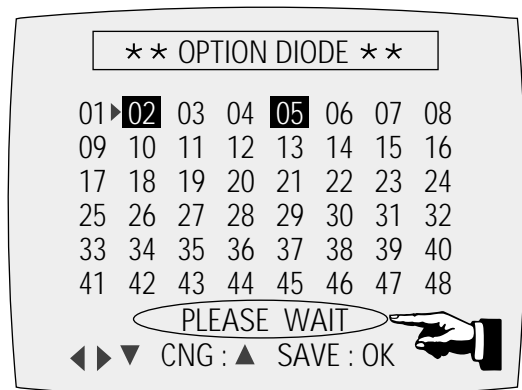 ★★ OPTION DIODE ★★
01▶02 03 04 05 06 07 08
09 10 11 12 13 14 15 16
17 18 19 20 21 22 23 24
25 26 27 28 29 30 31 32
33 34 35 36 37 38 39 40
41 42 43 44 45 46 47 48
PLEASE WAIT
◀▶▼ CNG : ▲ SAVE : OK